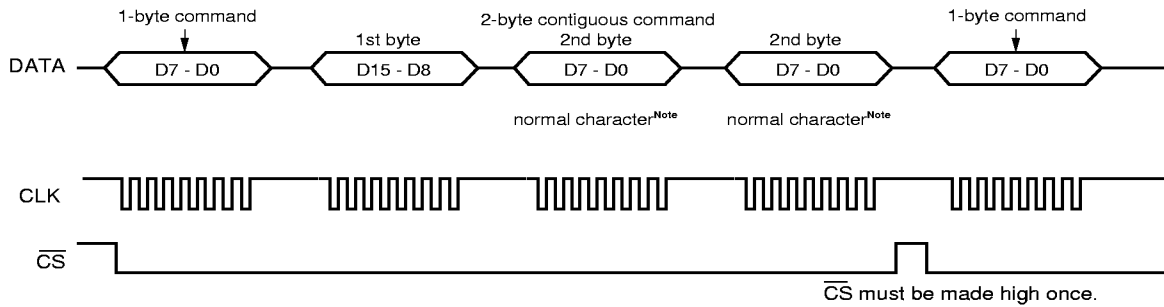 1-byte command
2-byte contiguous command
1-byte command
1st byte
2nd byte
2nd byte
DATA
D7 - D0
D15 - D8
D7 - D0
D7 - D0
D7 - D0
normal character Note
normal character Note
CLK
CS
CS must be made high once.